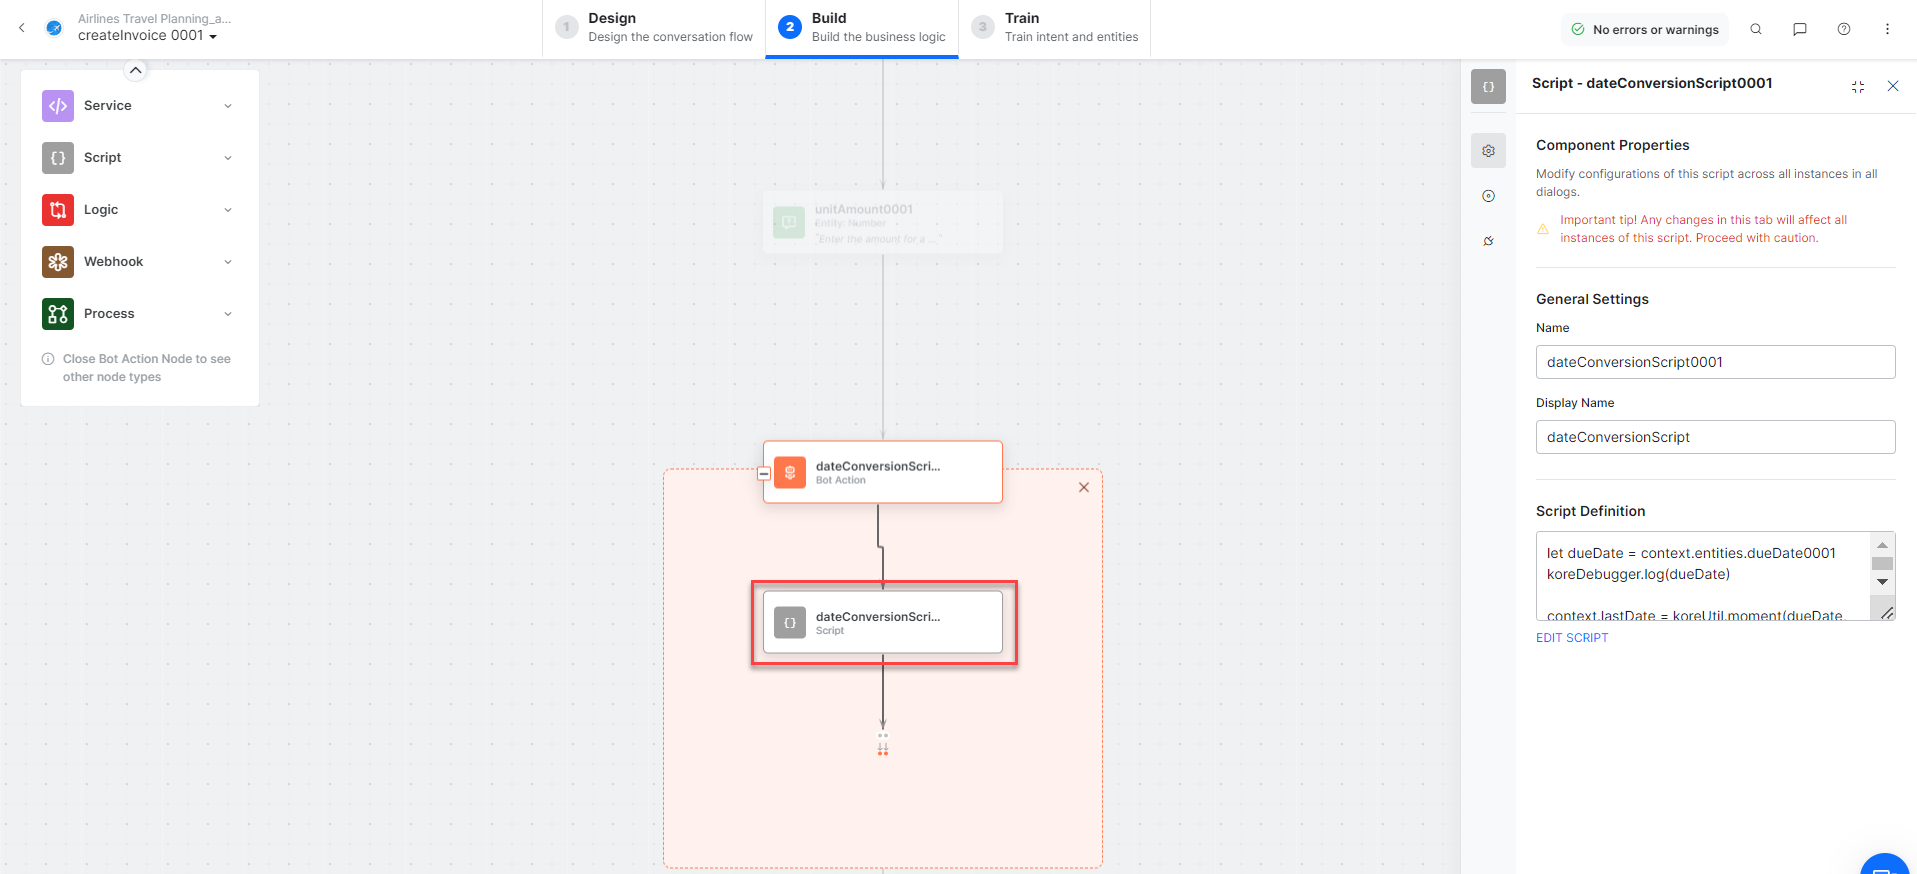 Airlines Travel Planning_a...
createInvoice 0001
1
Design
Design the conversation flow
2
Build
Build the business logic
3
Train
Train intent and entities
No errors or warnings
Service
Script
Logic
Webhook
Process
Close Bot Action Node to see
other node types
unitAmount0001
Entity: Number
"Enter the amount for a ..."
dateConversionScri...
Bot Action
dateConversionScri...
Script
Script - dateConversionScript0001
Component Properties
Modify configurations of this script across all instances in all
dialogs.
Important tip! Any changes in this tab will affect all
instances of this script. Proceed with caution.
General Settings
Name
dateConversionScript0001
Display Name
dateConversionScript
Script Definition
let dueDate = context.entities.dueDate0001
koreDebugger.log(dueDate)
context.lastDate = koreUtil.moment(dueDate,
EDIT SCRIPT